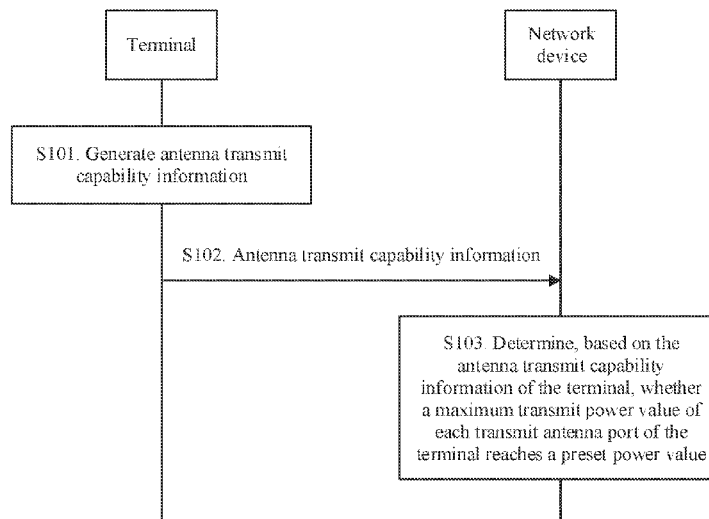 Terminal
Network
device
S101. Generate antenna transmit
capability information
S102. Antenna transmit capability information
S103. Determine, based on the
antenna transmit capability
information of the terminal, whether
a maximum transmit power value of
each transmit antenna port of the
terminal reaches a preset power value